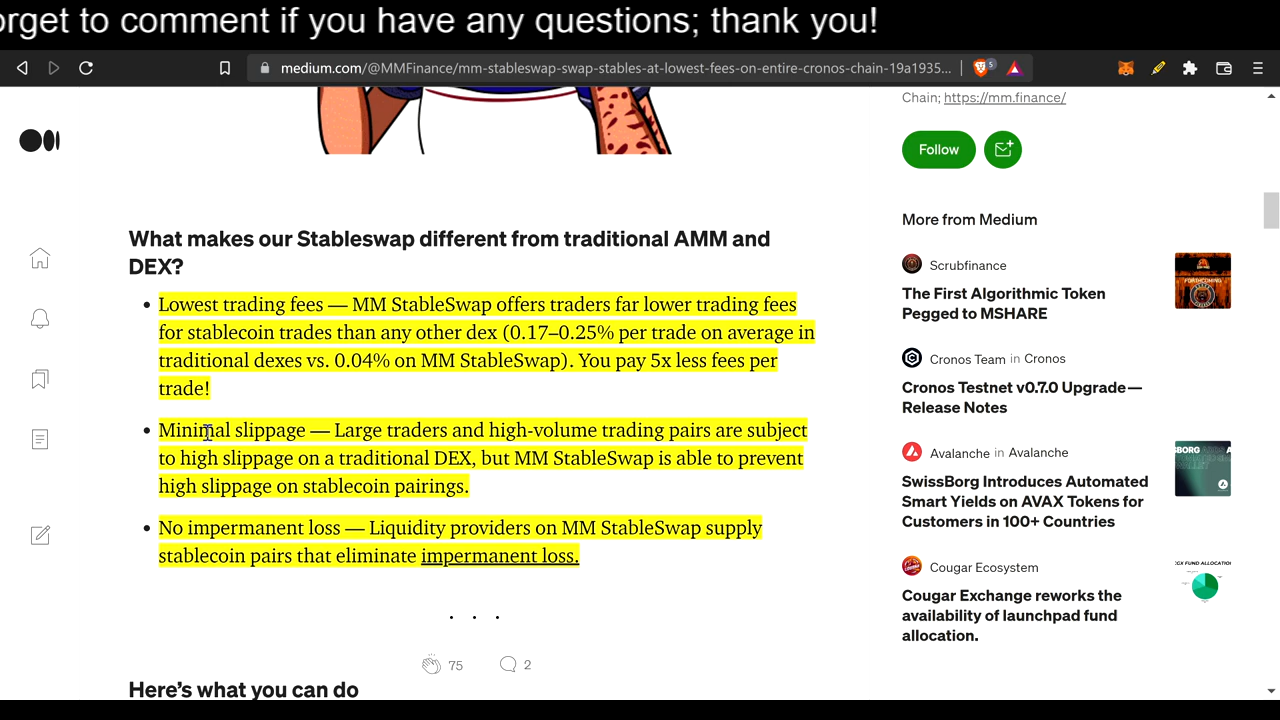 orget to comment if you have any questions; thank you!
medium.com/@MMFinance/mm-stableswap-swap-stables-at-lowest-fees-on-entire-cronos-chain-19a1935...
5
Chain; https://mm.finance/
Follow
What makes our Stableswap different from traditional AMM and
DEX?
• Lowest trading fees — MM StableSwap offers traders far lower trading fees
for stablecoin trades than any other dex (0.17–0.25% per trade on average in
traditional dexes vs. 0.04% on MM StableSwap). You pay 5x less fees per
trade!
• Minimal slippage — Large traders and high-volume trading pairs are subject
to high slippage on a traditional DEX, but MM StableSwap is able to prevent
high slippage on stablecoin pairings.
• No impermanent loss — Liquidity providers on MM StableSwap supply
stablecoin pairs that eliminate impermanent loss.
. . .
75
2
Here’s what you can do
More from Medium
Scrubfinance
The First Algorithmic Token
Pegged to MSHARE
FORTHCOMING
Cronos Team in Cronos
Cronos Testnet v0.7.0 Upgrade—
Release Notes
Avalanche in Avalanche
SwissBorg Introduces Automated
Smart Yields on AVAX Tokens for
Customers in 100+ Countries
SBORG
Cougar Ecosystem
Cougar Exchange reworks the
availability of launchpad fund
allocation.
CGX FUND ALLOCATIO